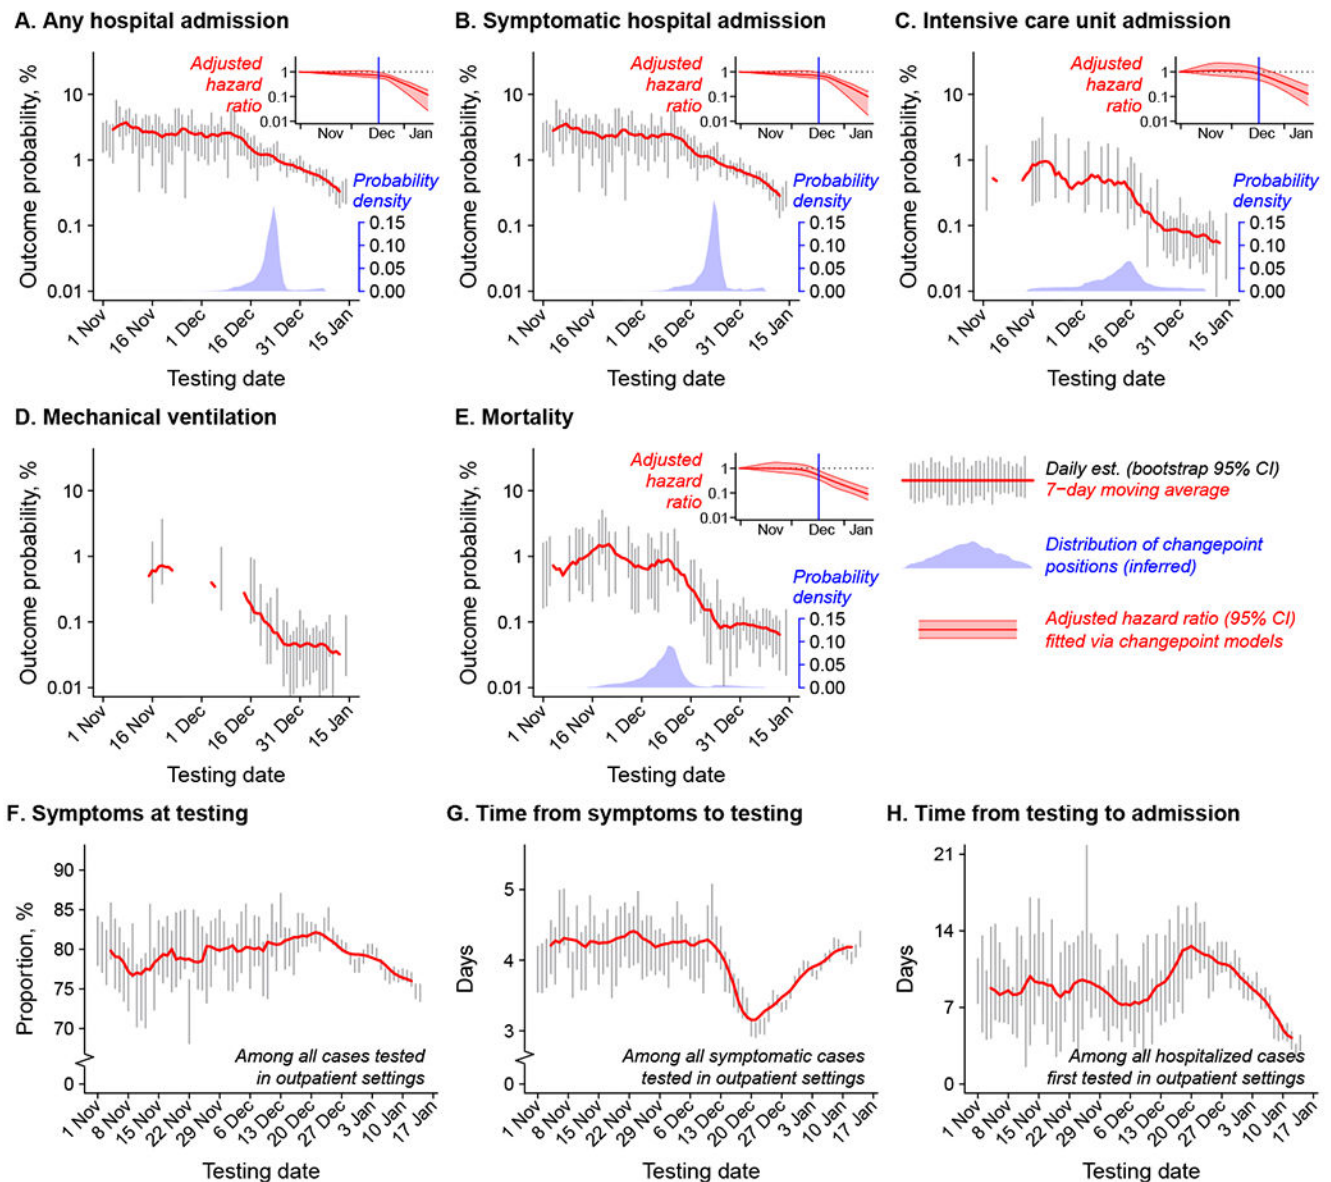 A. Any hospital admission
Outcome probability, %
10
1
0.1
0.01
Adjusted
hazard
ratio
1
0.1
0.01
Nov
Dec
Jan
Probability
density
0.15
0.10
0.05
0.00
1 Nov
16 Nov
1 Dec
16 Dec
31 Dec
15 Jan
Testing date
B. Symptomatic hospital admission
Outcome probability, %
10
1
0.1
0.01
Adjusted
hazard
ratio
1
0.1
0.01
Nov
Dec
Jan
Probability
density
0.15
0.10
0.05
0.00
1 Nov
16 Nov
1 Dec
16 Dec
31 Dec
15 Jan
Testing date
C. Intensive care unit admission
Outcome probability, %
10
1
0.1
0.01
Adjusted
hazard
ratio
1
0.1
0.01
Nov
Dec
Jan
Probability
density
0.15
0.10
0.05
0.00
1 Nov
16 Nov
1 Dec
16 Dec
31 Dec
15 Jan
Testing date
D. Mechanical ventilation
Outcome probability, %
10
1
0.1
0.01
1 Nov
16 Nov
1 Dec
16 Dec
31 Dec
15 Jan
Testing date
E. Mortality
Outcome probability, %
10
1
0.1
0.01
Adjusted
hazard
ratio
1
0.1
0.01
Nov
Dec
Jan
Probability
density
0.15
0.10
0.05
0.00
1 Nov
16 Nov
1 Dec
16 Dec
31 Dec
15 Jan
Testing date
Daily est. (bootstrap 95% CI)
7−day moving average
Distribution of changepoint
positions (inferred)
Adjusted hazard ratio (95% CI)
fitted via changepoint models
F. Symptoms at testing
Proportion, %
90
85
80
75
70
0
Among all cases tested
in outpatient settings
1 Nov
8 Nov
15 Nov
22 Nov
29 Nov
6 Dec
13 Dec
20 Dec
27 Dec
3 Jan
10 Jan
17 Jan
Testing date
G. Time from symptoms to testing
Days
5
4
3
0
Among all symptomatic cases
tested in outpatient settings
1 Nov
8 Nov
15 Nov
22 Nov
29 Nov
6 Dec
13 Dec
20 Dec
27 Dec
3 Jan
10 Jan
17 Jan
Testing date
H. Time from testing to admission
Days
21
14
7
0
Among all hospitalized cases
first tested in outpatient settings
1 Nov
8 Nov
15 Nov
22 Nov
29 Nov
6 Dec
13 Dec
20 Dec
27 Dec
3 Jan
10 Jan
17 Jan
Testing date